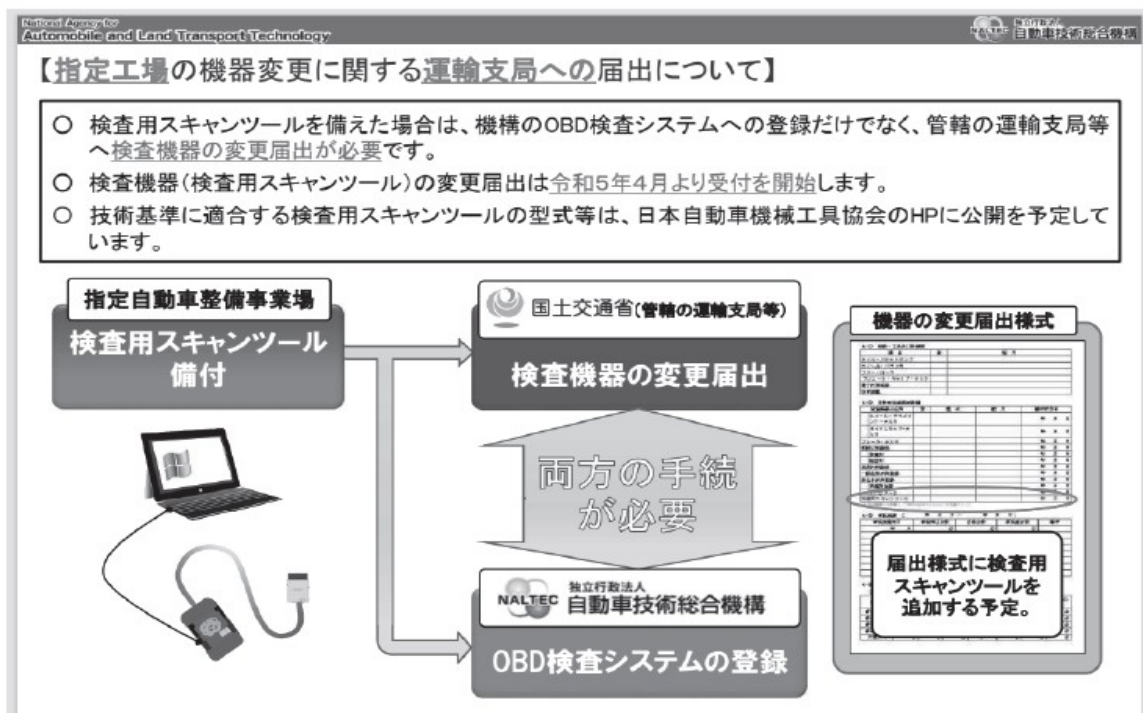 National Agency for
Automobile and Land Transport Technology
独立行政法人
自動車技術総合機構
【指定工場の機器変更に関する運輸支局への届出について】
○ 検査用スキャンツールを備えた場合は、機構のOBD検査システムへの登録だけでなく、管轄の運輸支局等
へ検査機器の変更届出が必要です。
○ 検査機器(検査用スキャンツール)の変更届出は令和5年4月より受付を開始します。
○ 技術基準に適合する検査用スキャンツールの型式等は、日本自動車機械工具協会のHPに公開を予定して
います。
指定自動車整備事業場
検査用スキャンツール
備付
国土交通省(管轄の運輸支局等)
検査機器の変更届出
両方の手続
が必要
NALTEC
独立行政法人
自動車技術総合機構
OBD検査システムの登録
機器の変更届出様式
届出様式に検査用
スキャンツールを
追加する予定。